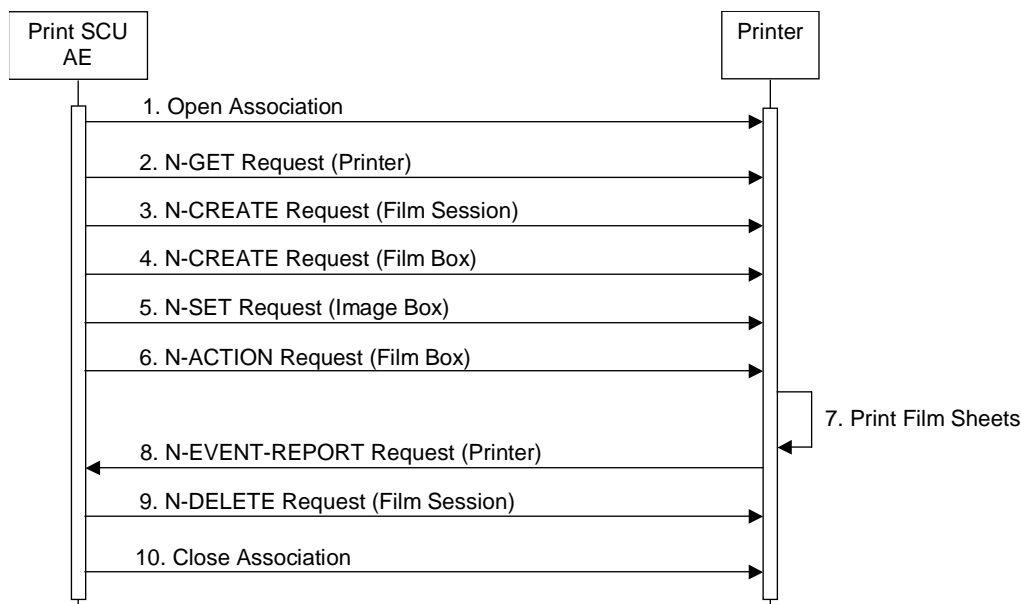 Print SCU
AE
Printer
1. Open Association
2. N-GET Request (Printer)
3. N-CREATE Request (Film Session)
4. N-CREATE Request (Film Box)
5. N-SET Request (Image Box)
6. N-ACTION Request (Film Box)
7. Print Film Sheets
8. N-EVENT-REPORT Request (Printer)
9. N-DELETE Request (Film Session)
10. Close Association